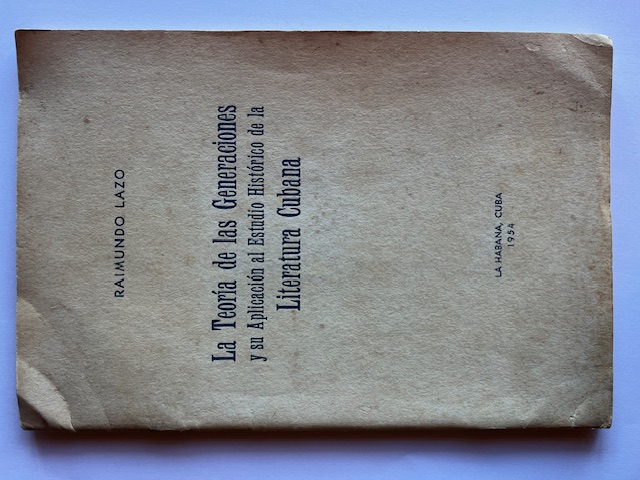 RAIMUNDO LAZO
La Teoría de las Generaciones
y su Aplicación al Estudio Histórico de la
Literatura Cubana
LA HABANA, CUBA
1954